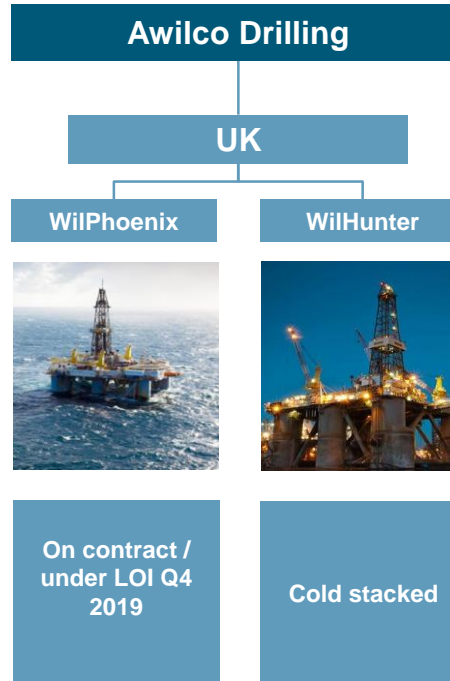 Awilco Drilling
UK
WilPhoenix
WilHunter
On contract /
under LOI Q4
2019
Cold stacked